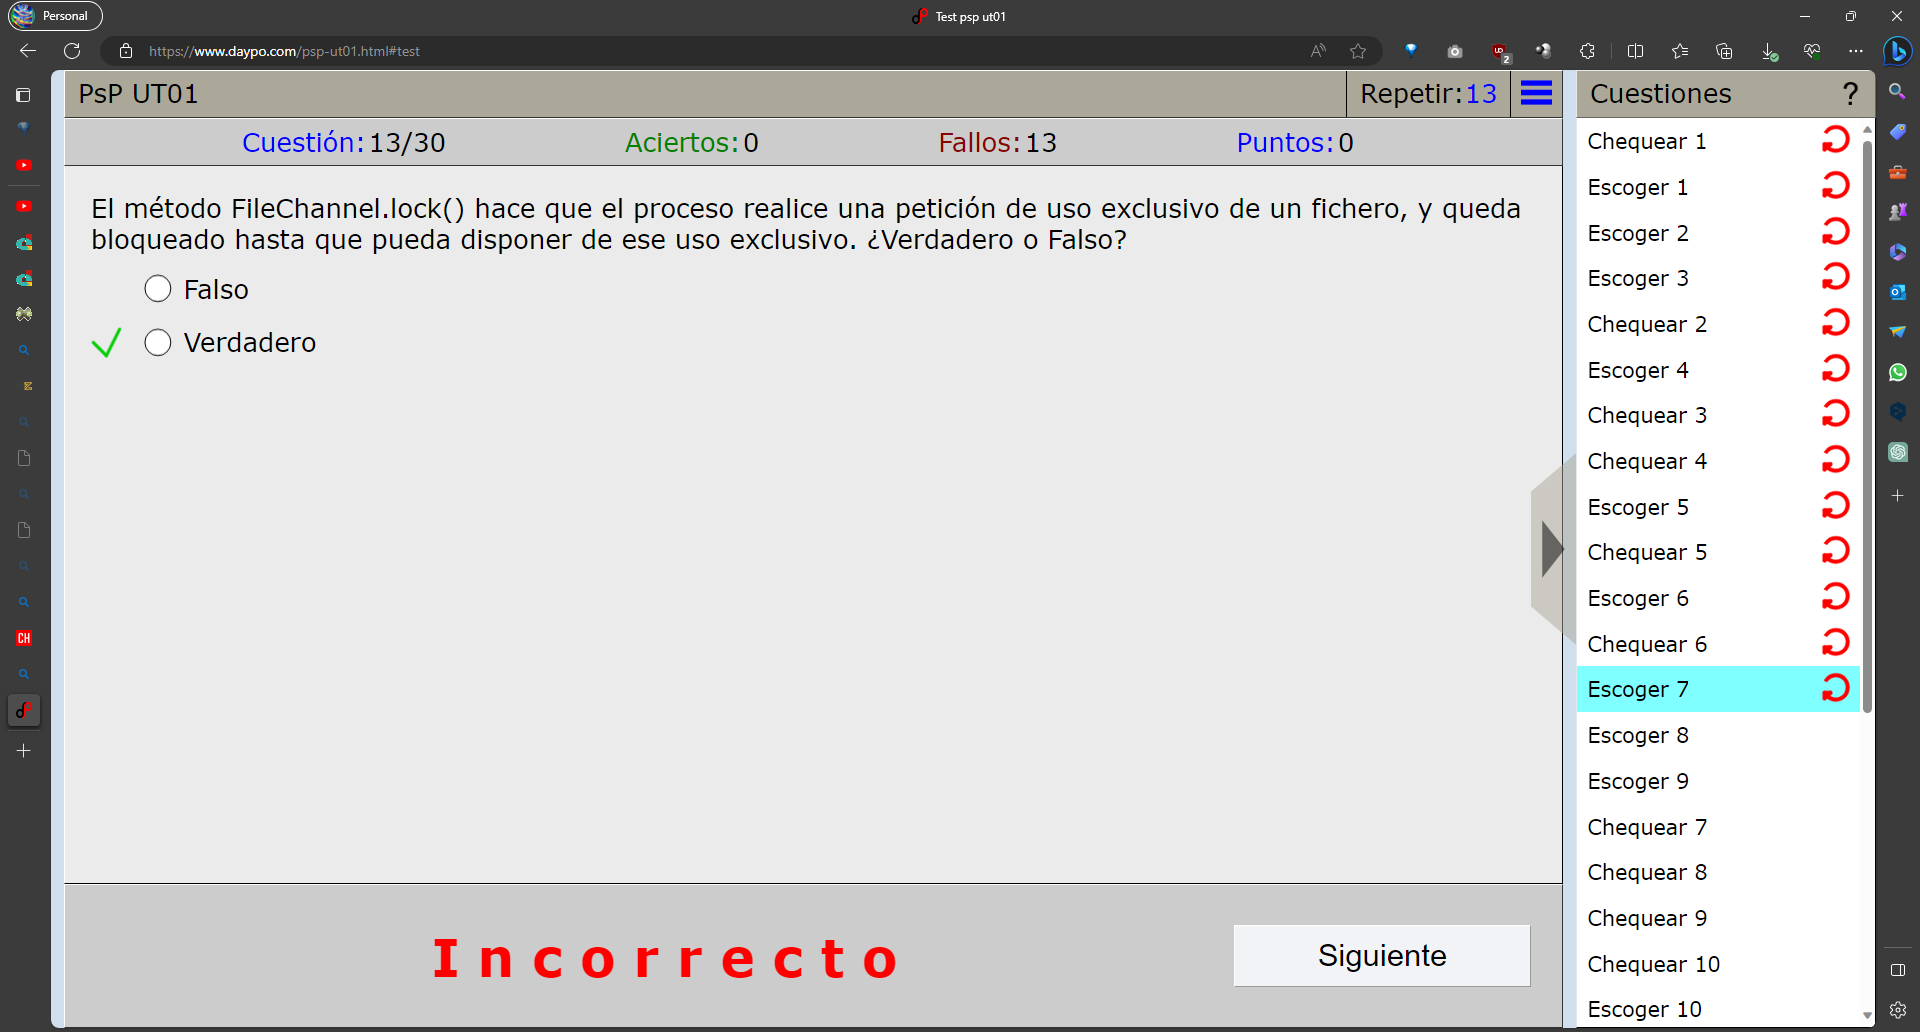 Personal
Test psp ut01
https://www.daypo.com/psp-ut01.html#test
2
PsP UT01
Repetir:13
Cuestión:13/30
Aciertos:0
Fallos:13
Puntos:0
El método FileChannel.lock() hace que el proceso realice una petición de uso exclusivo de un fichero, y queda
bloqueado hasta que pueda disponer de ese uso exclusivo. ¿Verdadero o Falso?
Falso
Verdadero
Incorrecto
Siguiente
Cuestiones
?
Chequear 1
Escoger 1
Escoger 2
Escoger 3
Chequear 2
Escoger 4
Chequear 3
Chequear 4
Escoger 5
Chequear 5
Escoger 6
Chequear 6
Escoger 7
Escoger 8
Escoger 9
Chequear 7
Chequear 8
Chequear 9
Chequear 10
Escoger 10
CH